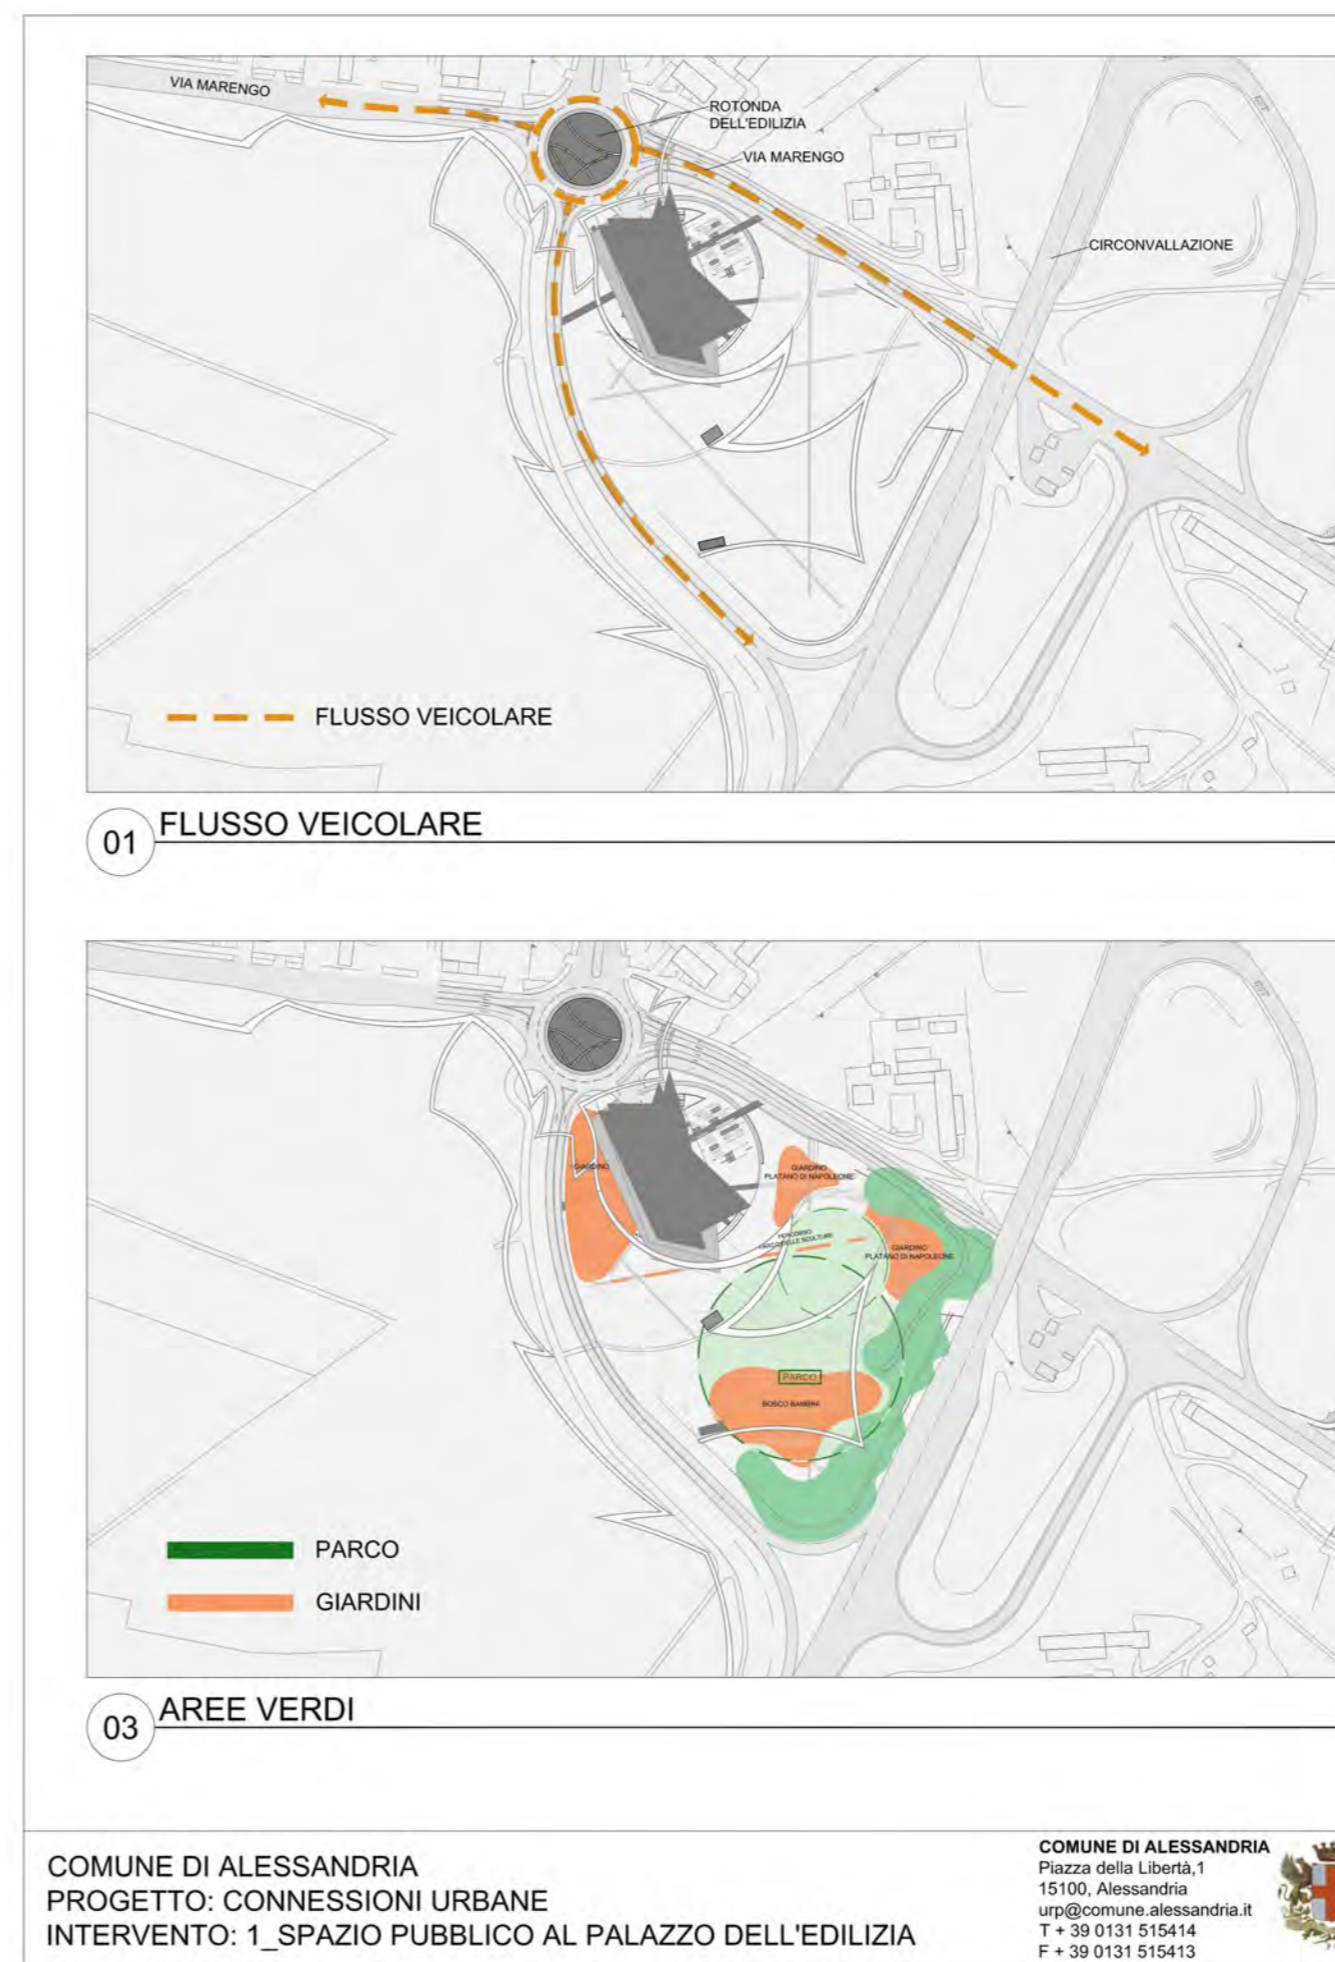 VIA MARENGO
ROTONDA
DELL'EDILIZIA
VIA MARENGO
CIRCONVALLAZIONE
FLUSSO VEICOLARE
01
FLUSSO VEICOLARE
GIARDINO
GIARDINO
PLATANO DI NAPOLEONE
PERCORSO
DELLE SCULTURE
GIARDINO
PLATANO DI NAPOLEONE
PARCO
BOSCO BAMBINI
PARCO
GIARDINI
03
AREE VERDI
COMUNE DI ALESSANDRIA
PROGETTO: CONNESSIONI URBANE
INTERVENTO: 1_SPAZIO PUBBLICO AL PALAZZO DELL'EDILIZIA
COMUNE DI ALESSANDRIA
Piazza della Libertà,1
15100, Alessandria
urp@comune.alessandria.it
T + 39 0131 515414
F + 39 0131 515413